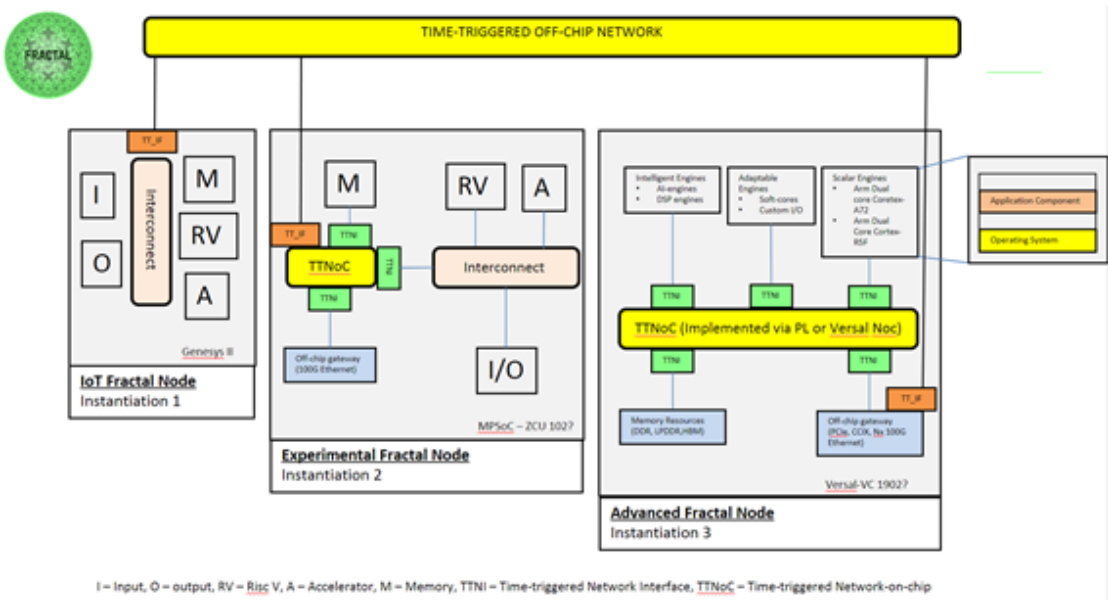 TIME-TRIGGERED OFF-CHIP NETWORK
FRACTAL
TT_IF
I
O
Interconnect
M
RV
A
Genesys II
IoT Fractal Node
Instantiation 1
M
RV
A
TT_IF
TTNI
TTNoC
TTNI
Interconnect
TTNI
Off-chip gateway
(100G Ethernet)
I/O
MPSoC – ZCU 102?
Experimental Fractal Node
Instantiation 2
Intelligent Engines
• AI-engines
• DSP engines
Adaptable
Engines
• Soft-cores
• Custom I/O
Scalar Engines
• Arm Dual
core Coretex-
A72
• Arm Dual
Core Cortex-
R5F
Application Component
Operating System
TTNI
TTNI
TTNI
TTNoC (Implemented via PL or Versal Noc)
TTNI
TTNI
TT_IF
Memory Resources
(DDR, LPDDR,HBM)
Off-chip gateway
(PCIe, CCIX, Nx 100G
Ethernet)
Versal-VC 1902?
Advanced Fractal Node
Instantiation 3
I – Input, O – output, RV – Risc V, A – Accelerator, M – Memory, TTNI – Time-triggered Network Interface, TTNoC – Time-triggered Network-on-chip